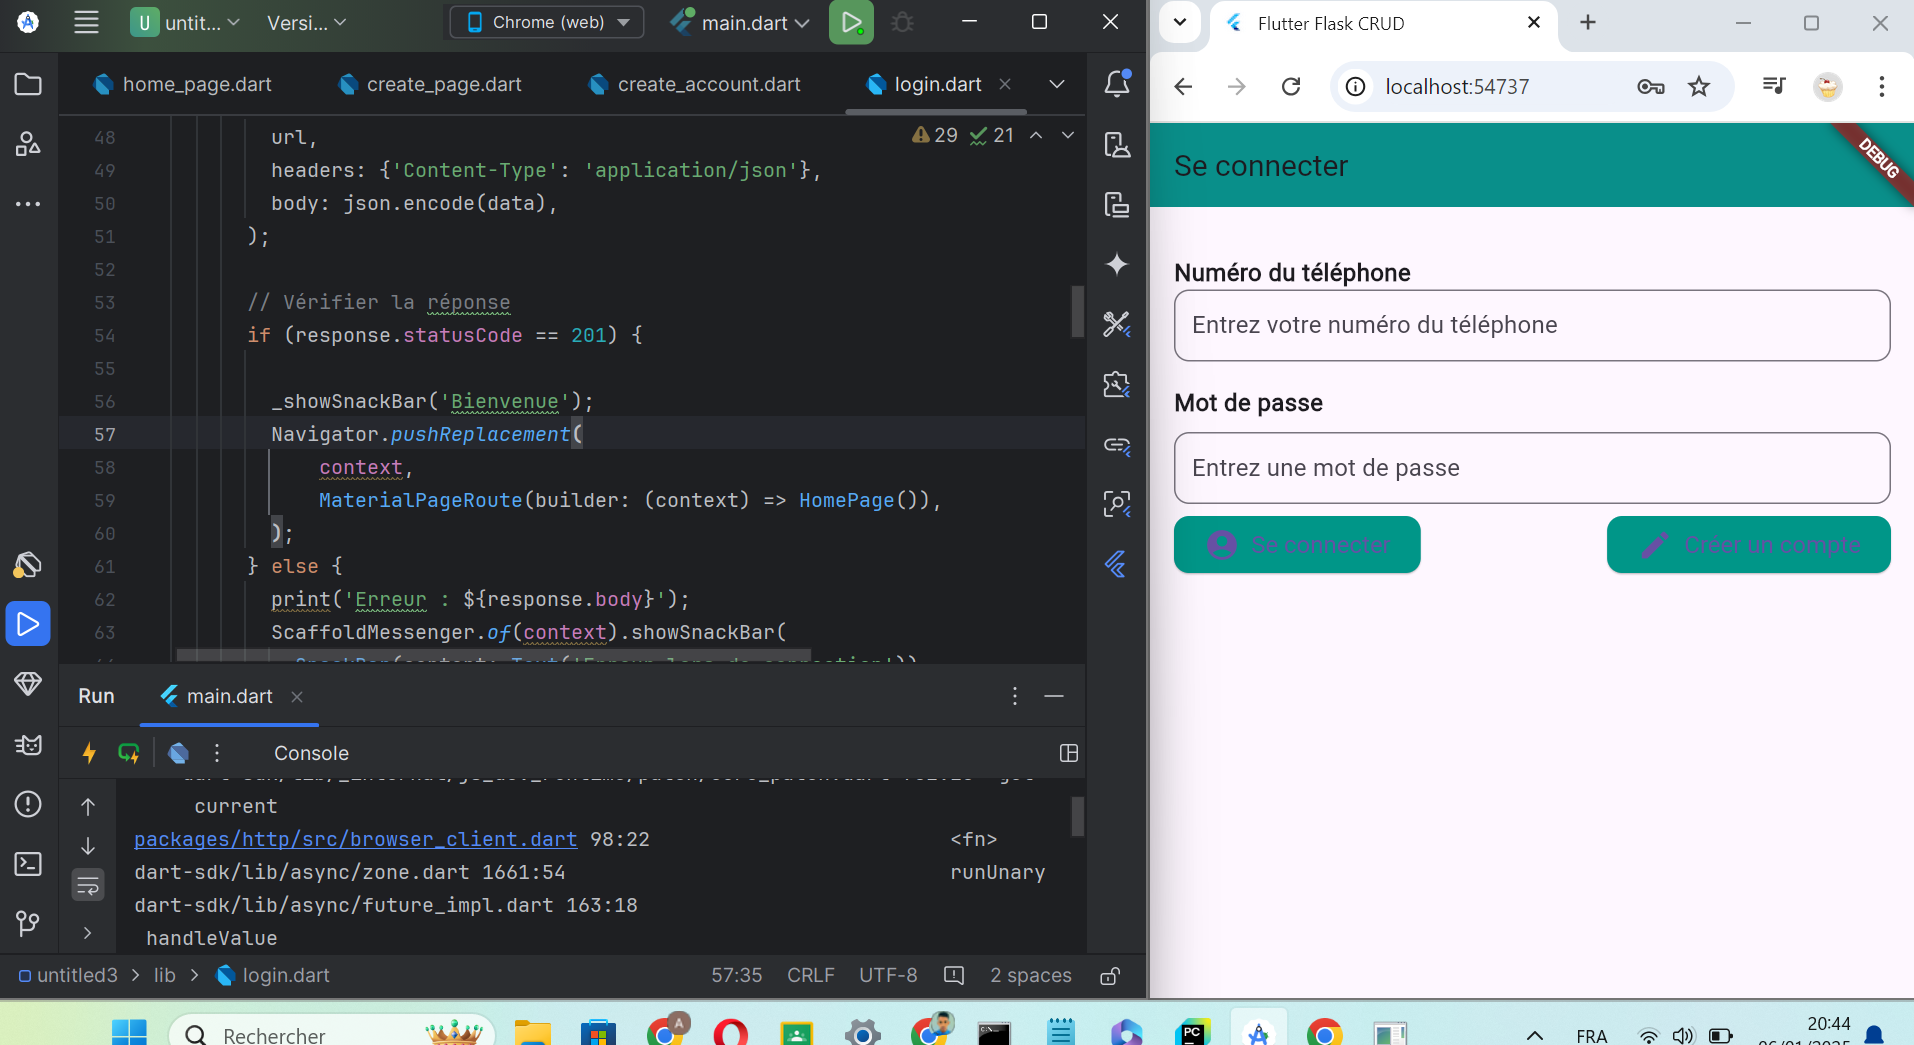 U untit... Versi... Chrome (web) main.dart
home_page.dart create_page.dart create_account.dart login.dart
29 21
48 url,
49 headers: {'Content-Type': 'application/json'},
50 body: json.encode(data),
51 );
52
53 // Vérifier la réponse
54 if (response.statusCode == 201) {
55
56 _showSnackBar('Bienvenue');
57 Navigator.pushReplacement(
58 context,
59 MaterialPageRoute(builder: (context) => HomePage()),
60 );
61 } else {
62 print('Erreur : ${response.body}');
63 ScaffoldMessenger.of(context).showSnackBar(
Run main.dart
Console
current
packages/http/src/browser_client.dart 98:22 <fn>
dart-sdk/lib/async/zone.dart 1661:54 runUnary
dart-sdk/lib/async/future_impl.dart 163:18
handleValue
untitled3 > lib > login.dart 57:35 CRLF UTF-8 2 spaces
Flutter Flask CRUD
localhost:54737
Se connecter
DEBUG
Numéro du téléphone
Entrez votre numéro du téléphone
Mot de passe
Entrez une mot de passe
Se connecter Créer un compte
Rechercher
A
PC
FRA
20:44